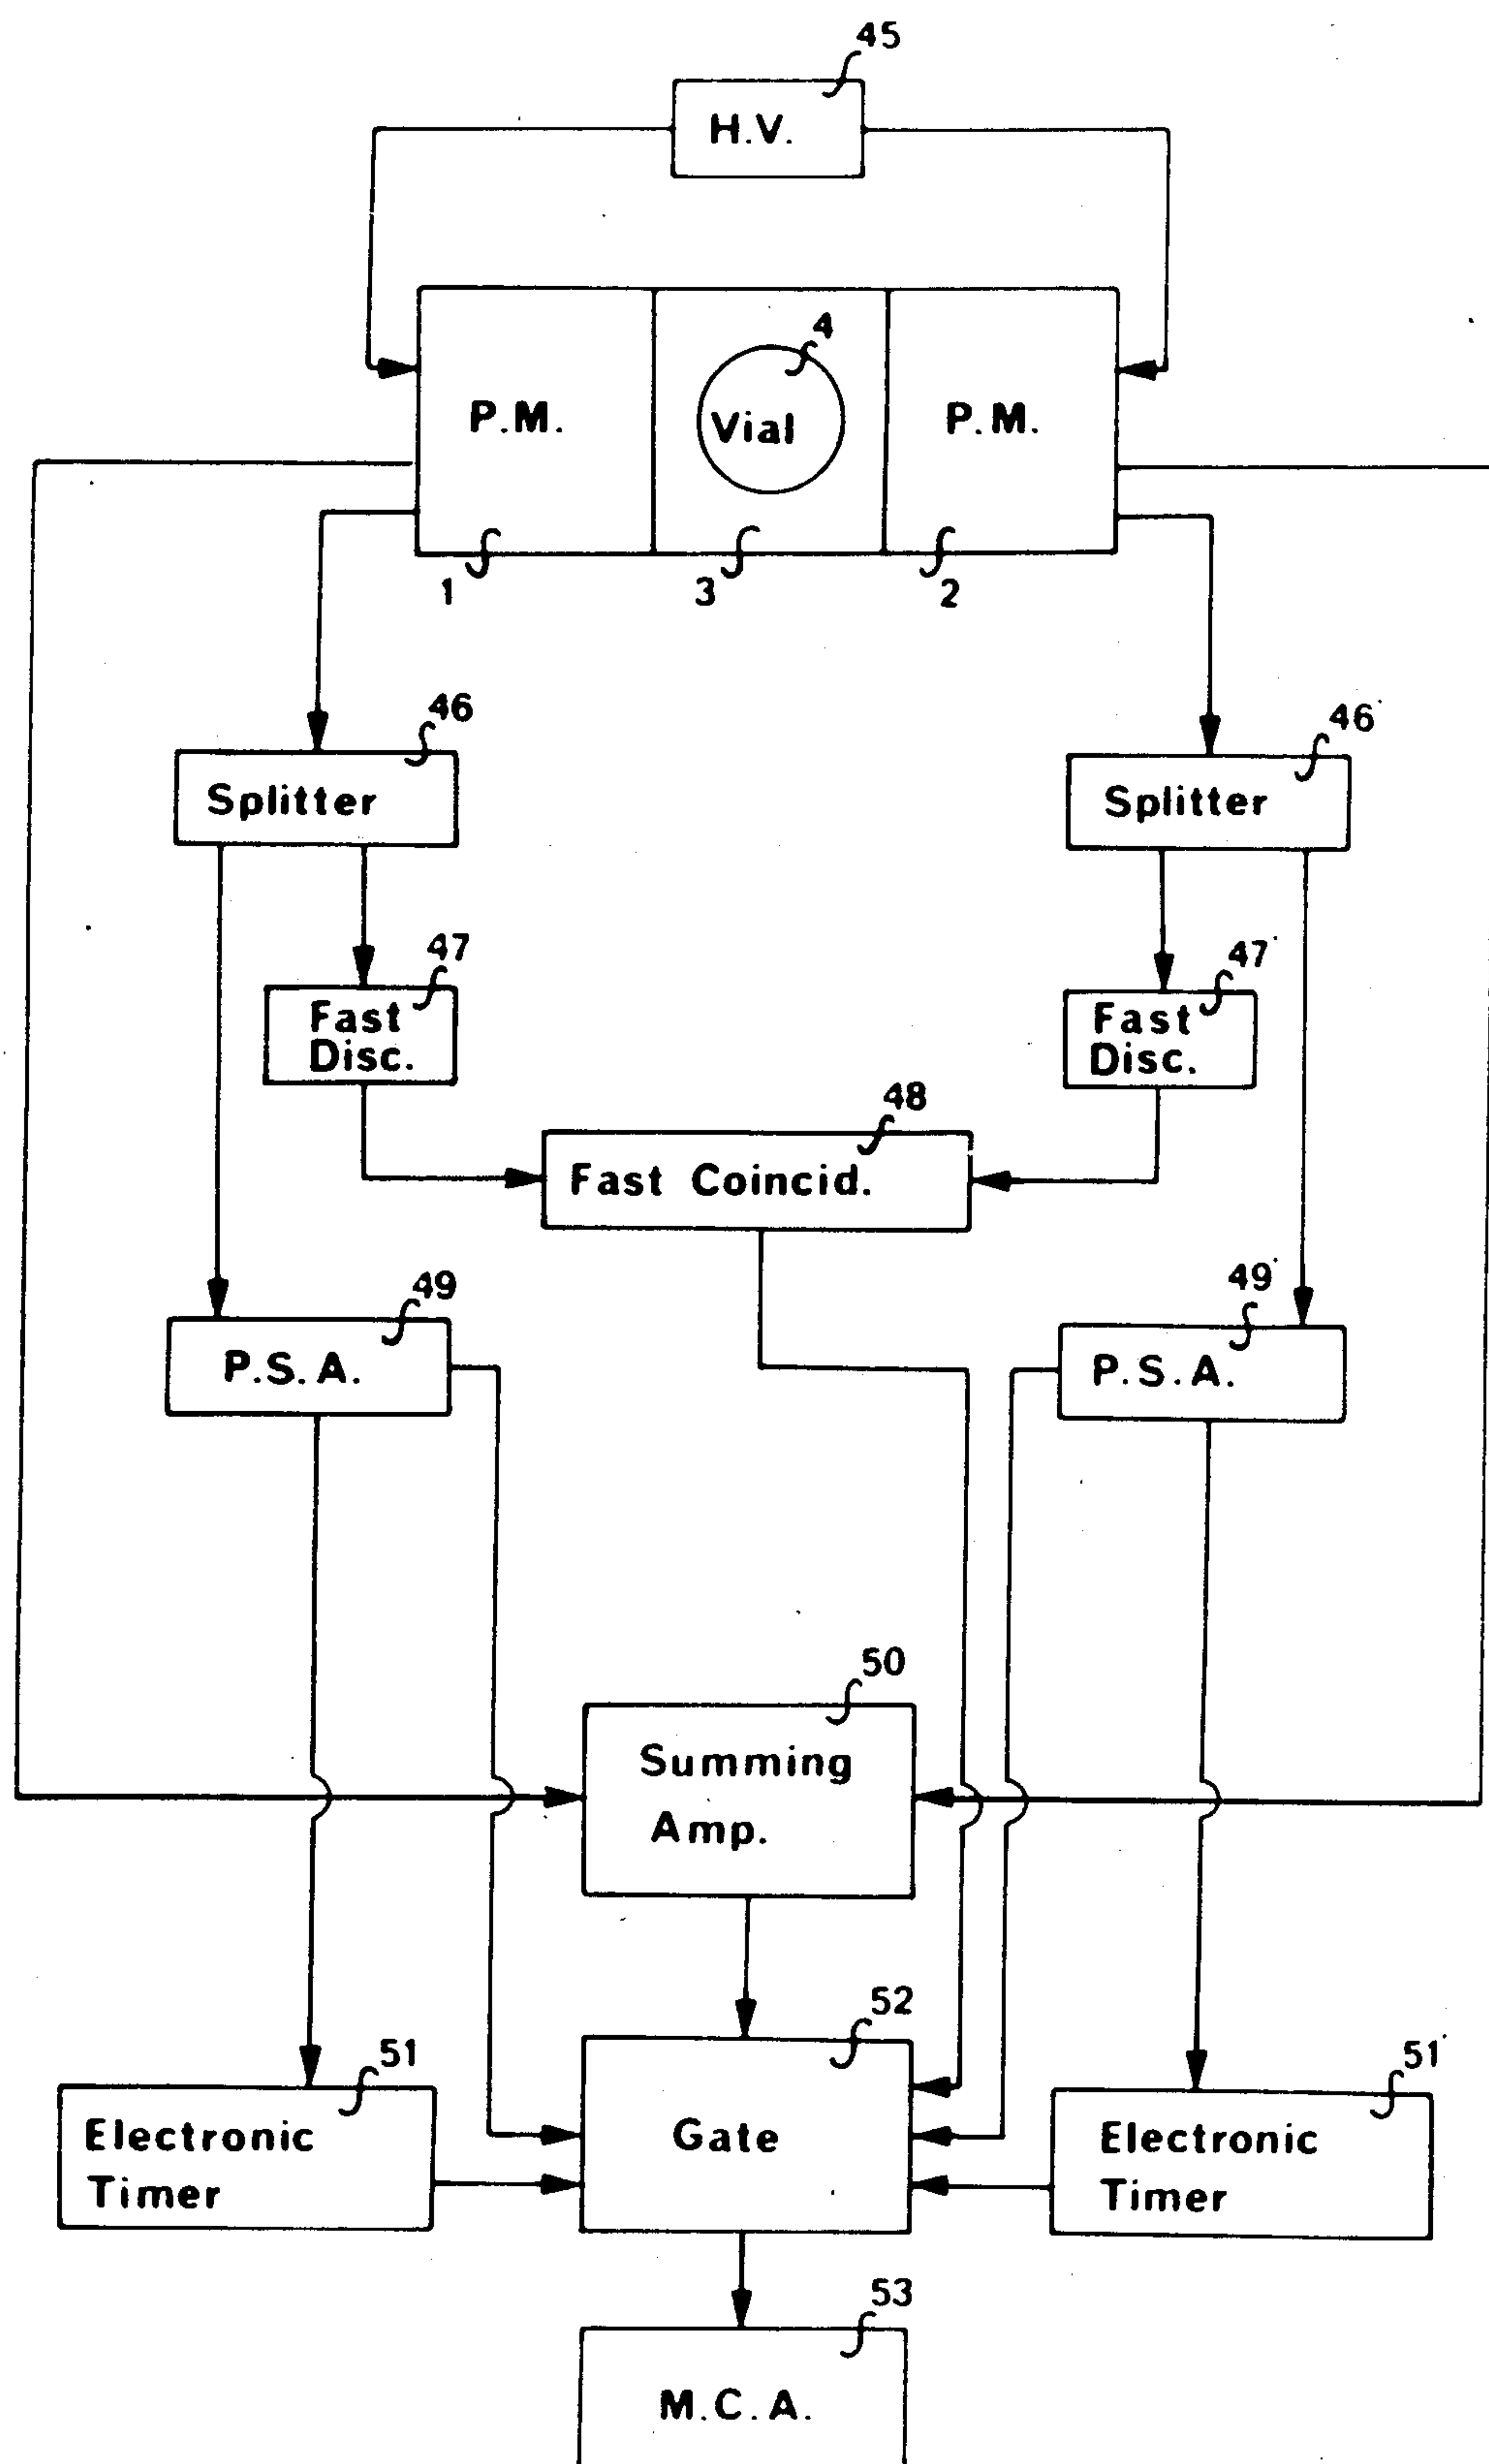 45
H.V.
4
P.M.
Vial
P.M.
1
3
2
46
46'
Splitter
Splitter
47
47'
Fast
Disc.
Fast
Disc.
48
Fast Coincid.
49
49'
P.S.A.
P.S.A.
50
Summing
Amp.
52
51
51'
Electronic
Timer
Gate
Electronic
Timer
53
M.C.A.